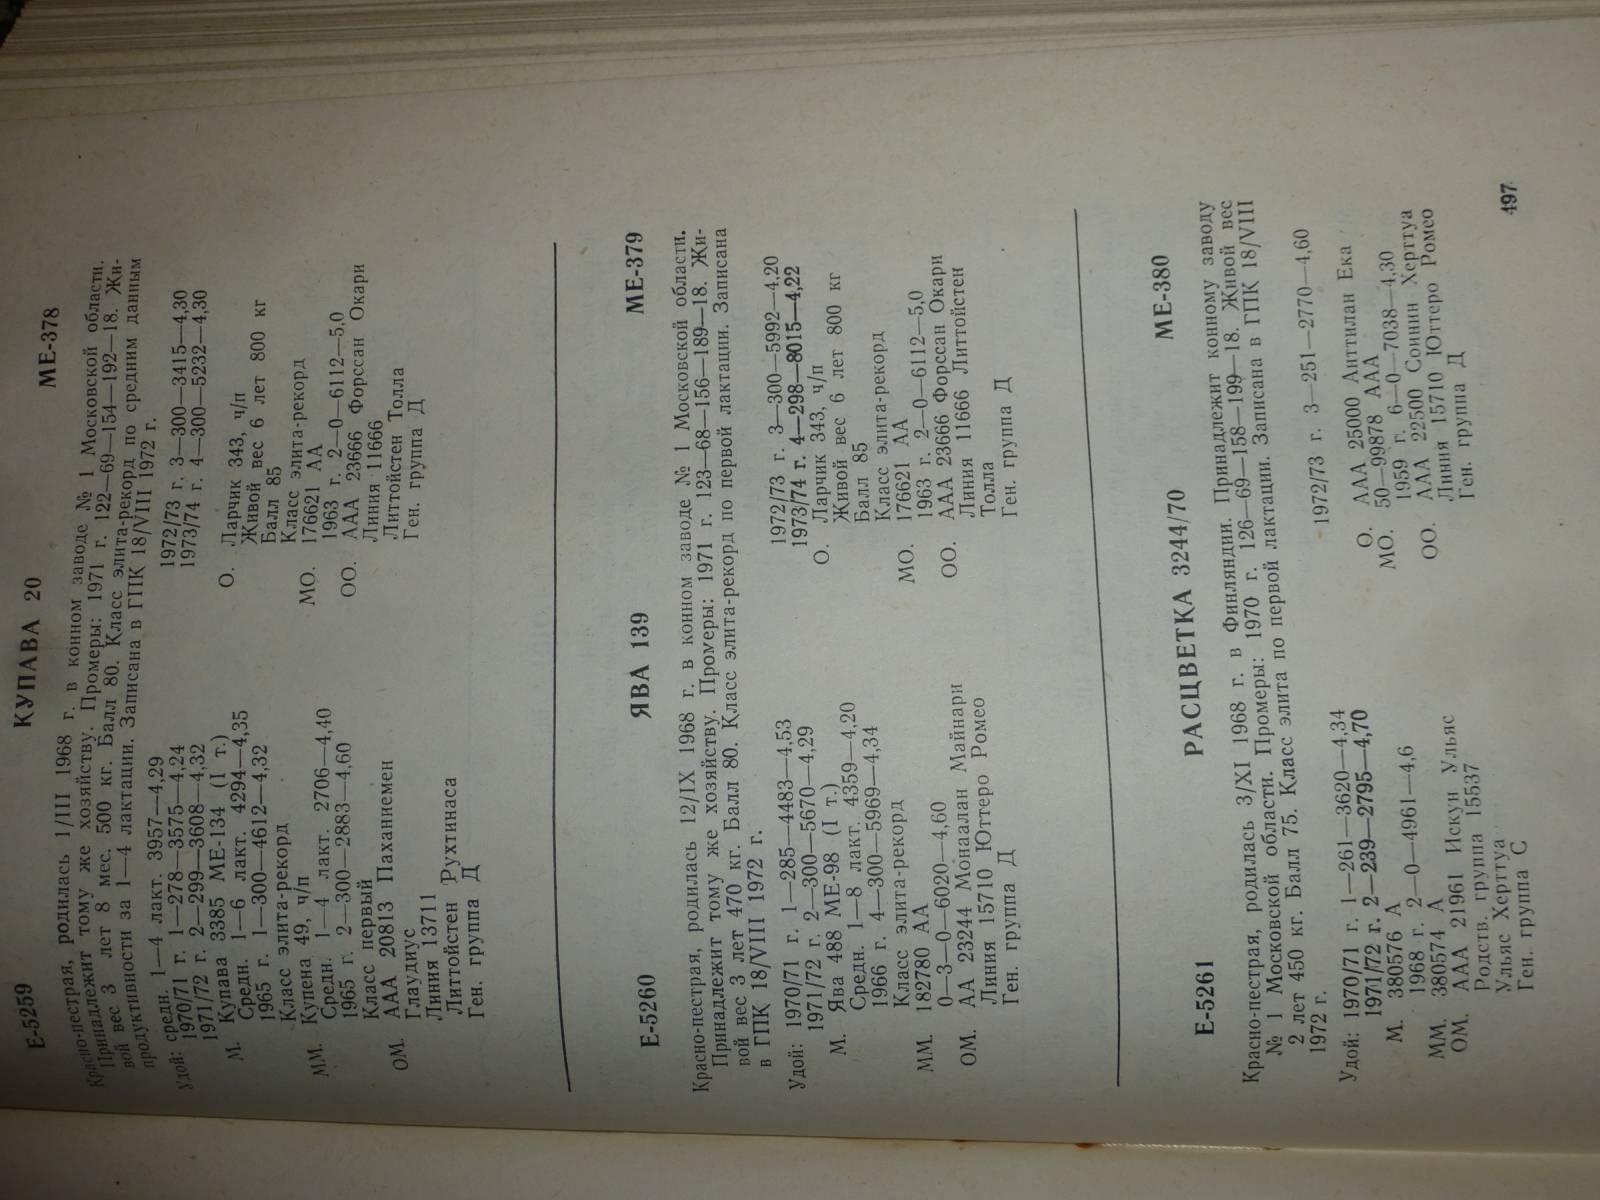 Е-5259 КУПАВА 20 МЕ-378
Красно-пестрая, родилась 1/III 1968 г. в конном заводе № 1 Московской области.
Принадлежит тому же хозяйству. Промеры: 1971 г. 122—69—154—192—18. Жи-
вой вес 3 лет 8 мес. 500 кг. Балл 80. Класс элита-рекорд по средним данным
продуктивности за 1—4 лактации. Записана в ГПК 18/VIII 1972 г.
Удой: средн. 1—4 лакт. 3957—4,29
1970/71 г. 1—278—3575—4,24
1971/72 г. 2—299—3608—4,32
М. Купава 3385 МЕ-134 (I т.)
Средн. 1—6 лакт. 4294—4,35
1965 г. 1—300—4612—4,32
Класс элита-рекорд
ММ. Купена 49, ч/п
Средн. 1—4 лакт. 2706—4,40
1965 г. 2—300—2883—4,60
Класс первый
ОМ. ААА 20813 Паханиемен
Глаудиус
Линия 13711
Литтойстен Рухтинаса
Ген. группа Д
1972/73 г. 3—300—3415—4,30
1973/74 г. 4—300—5232—4,30
О. Ларчик 343, ч/п
Живой вес 6 лет 800 кг
Балл 85
Класс элита-рекорд
МО. 176621 АА
1963 г. 2—0—6112—5,0
ОО. ААА 23666 Форссан Окари
Линия 11666
Литтойстен Толла
Ген. группа Д
Е-5260 ЯВА 139 МЕ-379
Красно-пестрая, родилась 12/IX 1968 г. в конном заводе № 1 Московской области.
Принадлежит тому же хозяйству. Промеры: 1971 г. 123—68—156—189—18. Жи-
вой вес 3 лет 470 кг. Балл 80. Класс элита-рекорд по первой лактации. Записана
в ГПК 18/VIII 1972 г.
Удой: 1970/71 г. 1—285—4483—4,53
1971/72 г. 2—300—5670—4,29
М. Ява 488 МЕ-98 (I т.)
Средн. 1—8 лакт. 4359—4,20
1966 г. 4—300—5969—4,34
Класс элита-рекорд
ММ. 182780 АА
0—3—0—6020—4,60
ОМ. АА 23244 Монаалан Майнари
Линия 15710 Юттеро Ромео
Ген. группа Д
1972/73 г. 3—300—5992—4,20
1973/74 г. 4—298—8015—4,22
О. Ларчик 343, ч/п
Живой вес 6 лет 800 кг
Балл 85
Класс элита-рекорд
МО. 176621 АА
1963 г. 2—0—6112—5,0
ОО. ААА 23666 Форссан Окари
Линия 11666 Литтойстен
Толла
Ген. группа Д
Е-5261 РАСЦВЕТКА 3244/70 МЕ-380
Красно-пестрая, родилась 3/XI 1968 г. в Финляндии. Принадлежит конному заводу
№ 1 Московской области. Промеры: 1970 г. 126—69—158—199—18. Живой вес
2 лет 450 кг. Балл 75. Класс элита по первой лактации. Записана в ГПК 18/VIII
1972 г.
Удой: 1970/71 г. 1—261—3620—4,34
1971/72 г. 2—239—2795—4,70
М. 380576 А
1968 г. 2—0—4961—4,6
ММ. 380574 А
ОМ. ААА 21961 Искун Ульяс
Родств. группа 15537
Ульяс Херттуа
Ген. группа С
1972/73 г. 3—251—2770—4,60
О. ААА 25000 Анттилан Ека
МО. 50—99878 ААА
1959 г. 6—0—7038—4,30
ОО. ААА 22500 Соинин Херттуа
Линия 15710 Юттеро Ромео
Ген. группа Д
497